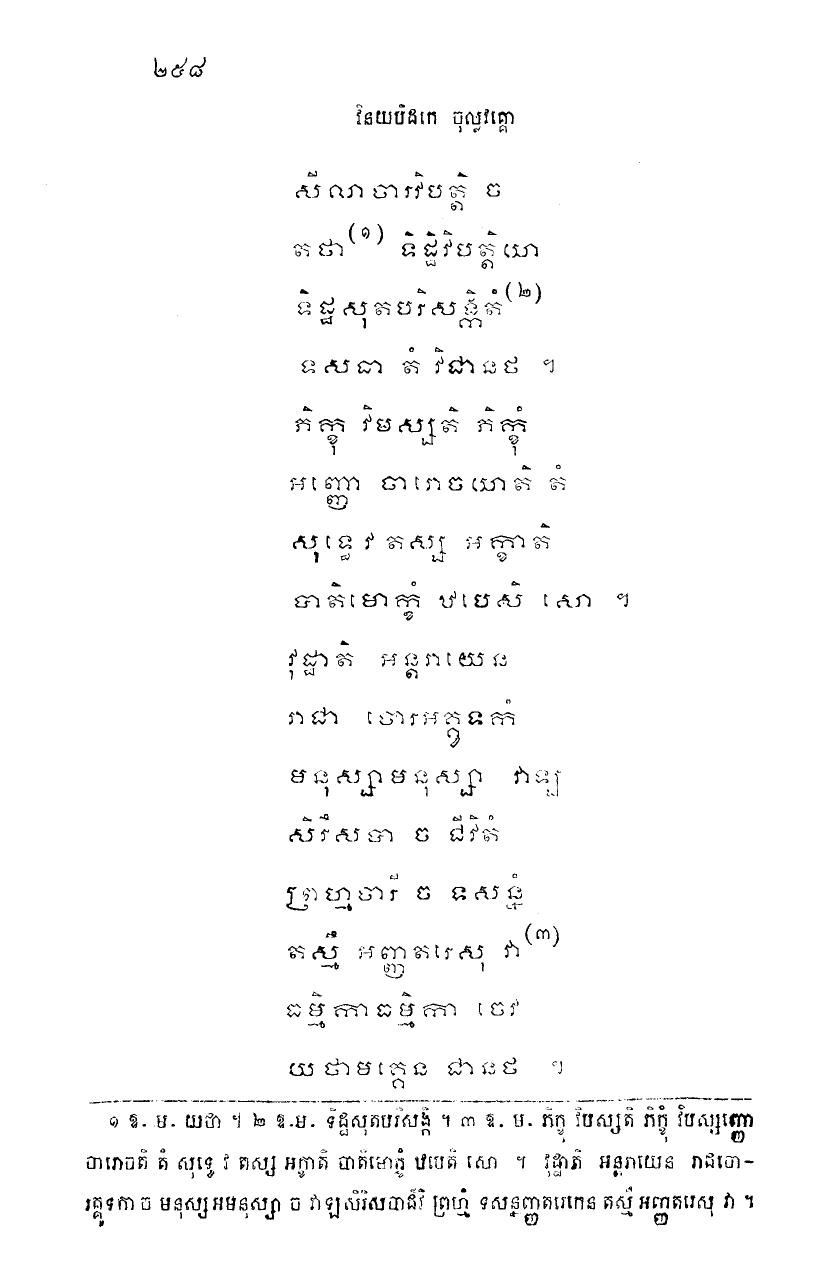 ២៥៨
វិនយបិដកេ ចុល្លវគ្គោ
សីលាចារវិបត្តិ ច
តថា(១) ទិដ្ឋិវិបត្តិយោ
ទិដ្ឋសុតបរិសង្កិតំ(២)
ទសធា តំ វិជានថ ។
ភិក្ខុ វិមស្សតិ ភិក្ខុំ
អញ្ញោ ចារោចយោតិ តំ
សុទ្ធេវ តស្ស អក្ខាតិ
បាតិមោក្ខំ ឋបេសិ សោ ។
វុដ្ឋាតិ អន្តរាយេន
រាជា ចោរអគ្គូទកំ
មនុស្សាមនុស្សា វាឡ
សិរឹសបា ច ជីវិតំ
ព្រហ្មចារី ច ទសន្នំ
តស្មឹ អញ្ញតរេសុ វា(៣)
ធម្មិកាធម្មិកា ចេវ
យថាមគ្គេន ជានថ ។
១ ឱ. ម. យថា ។ ២ ឱ.ម. ទិដ្ឋសុតបរិសង្កិ ។ ៣ ឱ. ម. ភិក្ខុ វិបស្សតិ ភិក្ខុំ វិបស្សញ្ញោ
ចារោចតិ តំ សុទ្ធេ វ តស្ស អក្ខាតិ បាតិមោក្ខំ ឋបេតិ សោ ។ វុដ្ឋាតិ អន្តរាយេន រាជចោ-
រគ្គូទកា ច មនុស្សអមនុស្សា ច វាឡសិរឹសបាជីវិ ព្រហ្មំ ទសន្នញ្ញតរេកេន តស្មឹ អញ្ញតរេសុ វា ។